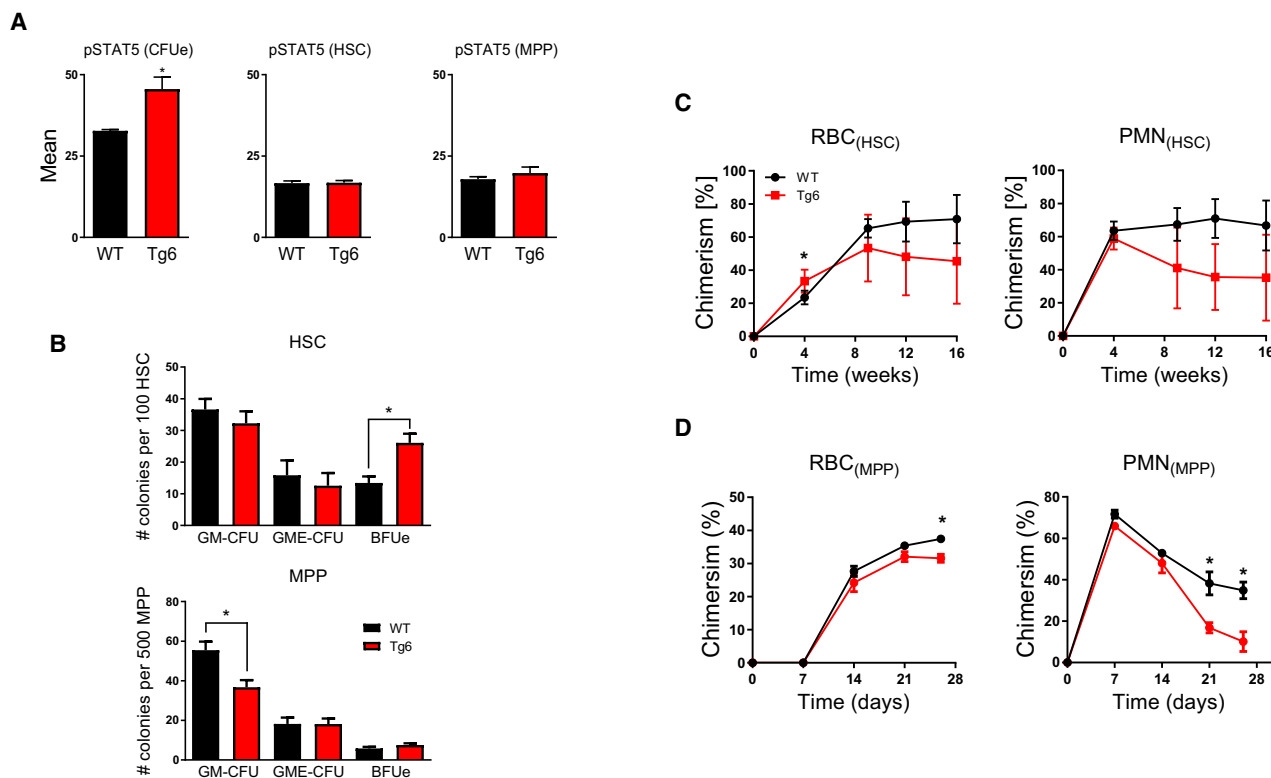 A
pSTAT5 (CFUe)
pSTAT5 (HSC)
pSTAT5 (MPP)
Mean
50
25
0
*
WT
Tg6
50
25
0
WT
Tg6
50
25
0
WT
Tg6
B
HSC
# colonies per 100 HSC
50
40
30
20
10
0
*
GM-CFU
GME-CFU
BFUe
MPP
# colonies per 500 MPP
80
60
40
20
0
*
WT
Tg6
GM-CFU
GME-CFU
BFUe
C
RBC(HSC)
Chimerism [%]
100
80
60
40
20
0
WT
Tg6
*
0
4
8
12
16
Time (weeks)
PMN(HSC)
Chimerism [%]
100
80
60
40
20
0
0
4
8
12
16
Time (weeks)
D
RBC(MPP)
Chimersim (%)
50
40
30
20
10
0
*
0
7
14
21
28
Time (days)
PMN(MPP)
Chimersim (%)
100
80
60
40
20
0
*
*
0
7
14
21
28
Time (days)